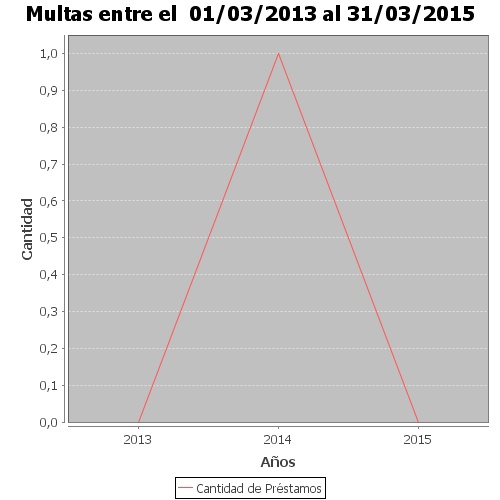 Multas entre el  01/03/2013 al 31/03/2015
1,0
0,9
0,8
0,7
0,6
0,5
0,4
0,3
0,2
0,1
0,0
Cantidad
2013 2014 2015
Años
Cantidad de Préstamos